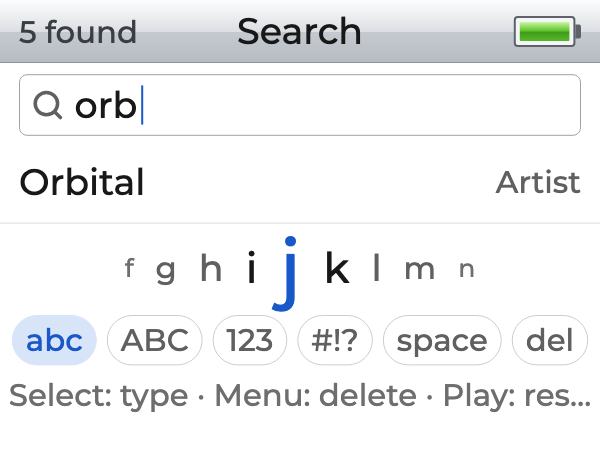 5 found Search
orb
Orbital Artist
f g h i j k l m n
abc ABC 123 #!? space del
Select: type · Menu: delete · Play: res...